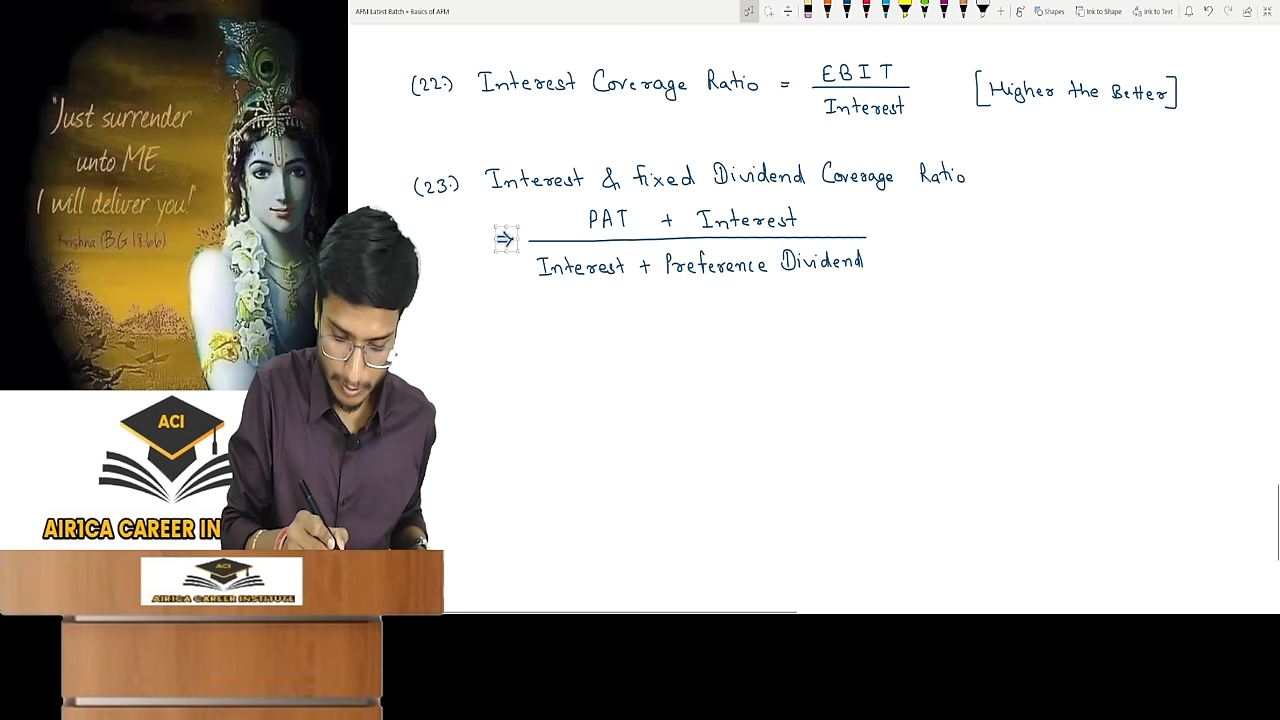 AFM Latest Batch > Basics of AFM
Shapes
Ink to Shape
Ink to Text
"Just surrender
unto ME
I will deliver you!"
Krishna (BG 18:66)
(22:) Interest Coverage Ratio = EBIT
Interest
[Higher the Better]
(23:) Interest & fixed Dividend Coverage Ratio
⇒ PAT + Interest
Interest + Preference Dividend
ACI
AIR1CA CAREER IN
ACI
AIR1CA CAREER INSTITUTE